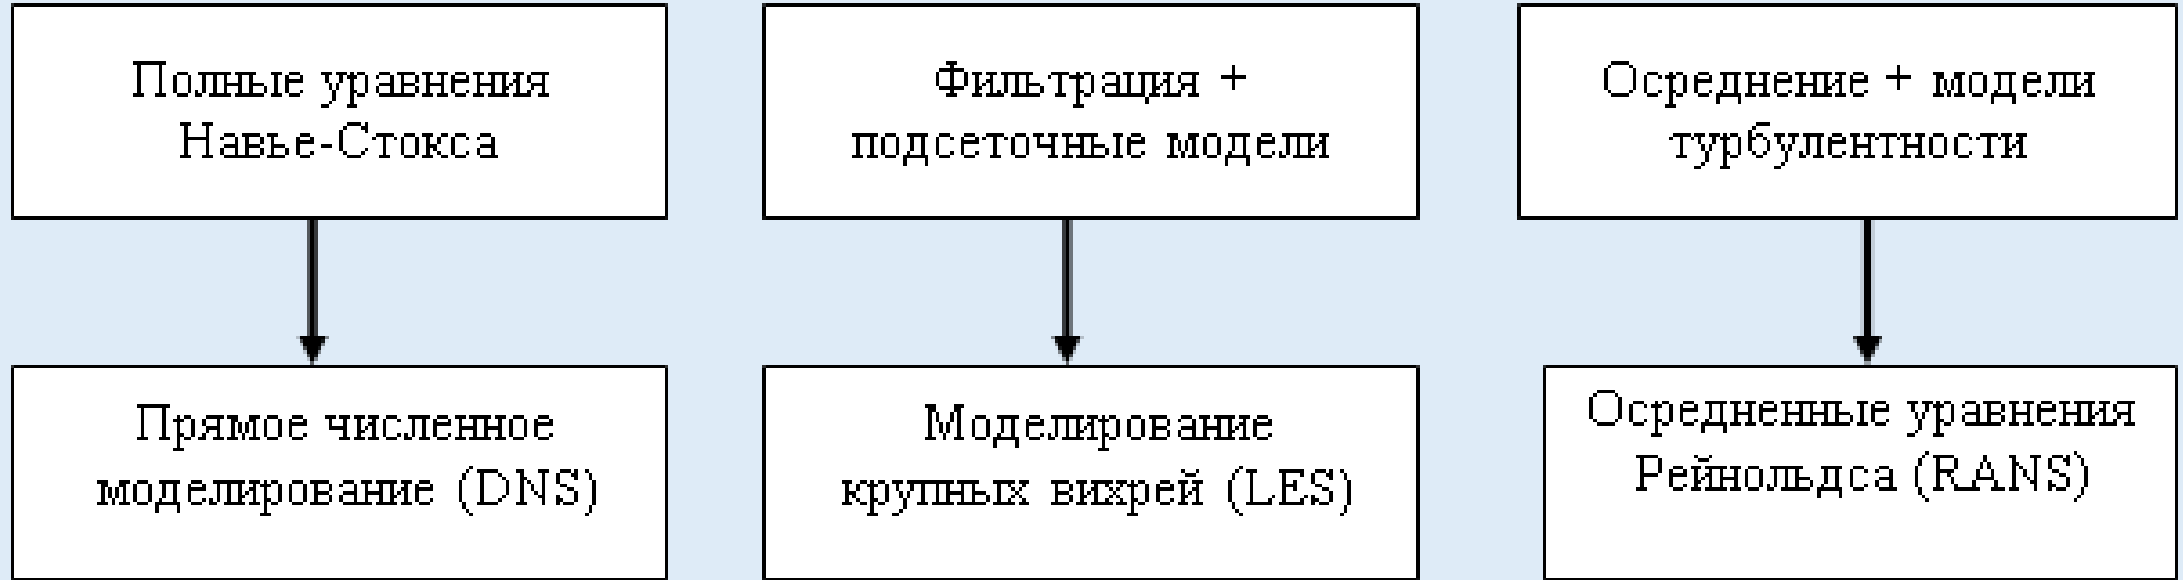 Полные уравнения
Навье-Стокса
Фильтрация +
подсеточные модели
Осреднение + модели
турбулентности
Прямое численное
моделирование (DNS)
Моделирование
крупных вихрей (LES)
Осредненные уравнения
Рейнольдса (RANS)